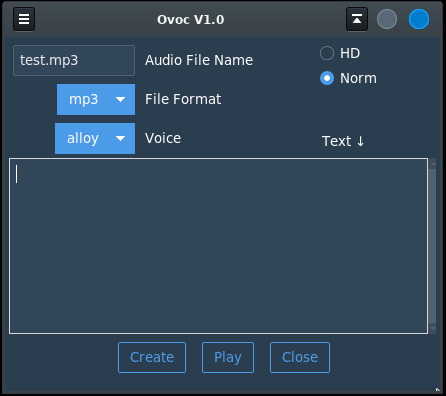 Ovoc V1.0
test.mp3 Audio File Name HD
Norm
mp3 File Format
alloy Voice Text ↓
Create Play Close